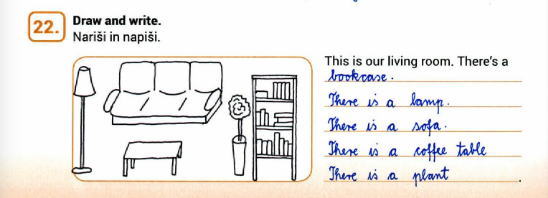 22.
Draw and write.
Nariši in napiši.
This is our living room. There's a
bookcase.
There is a lamp.
There is a sofa.
There is a coffee table
There is a plant .